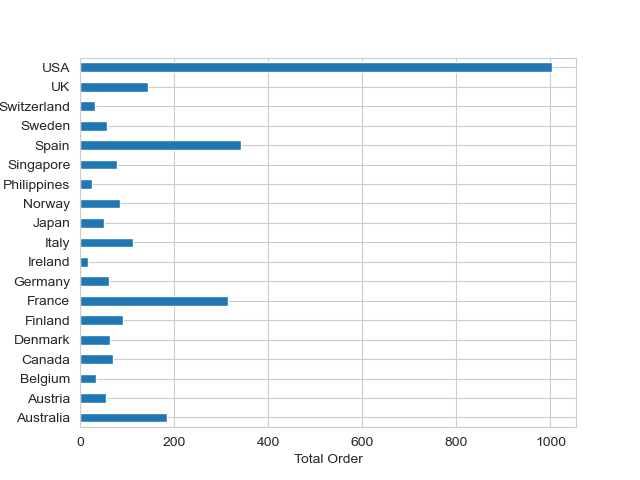 USA
UK
Switzerland
Sweden
Spain
Singapore
Philippines
Norway
Japan
Italy
Ireland
Germany
France
Finland
Denmark
Canada
Belgium
Austria
Australia
0 200 400 600 800 1000
Total Order